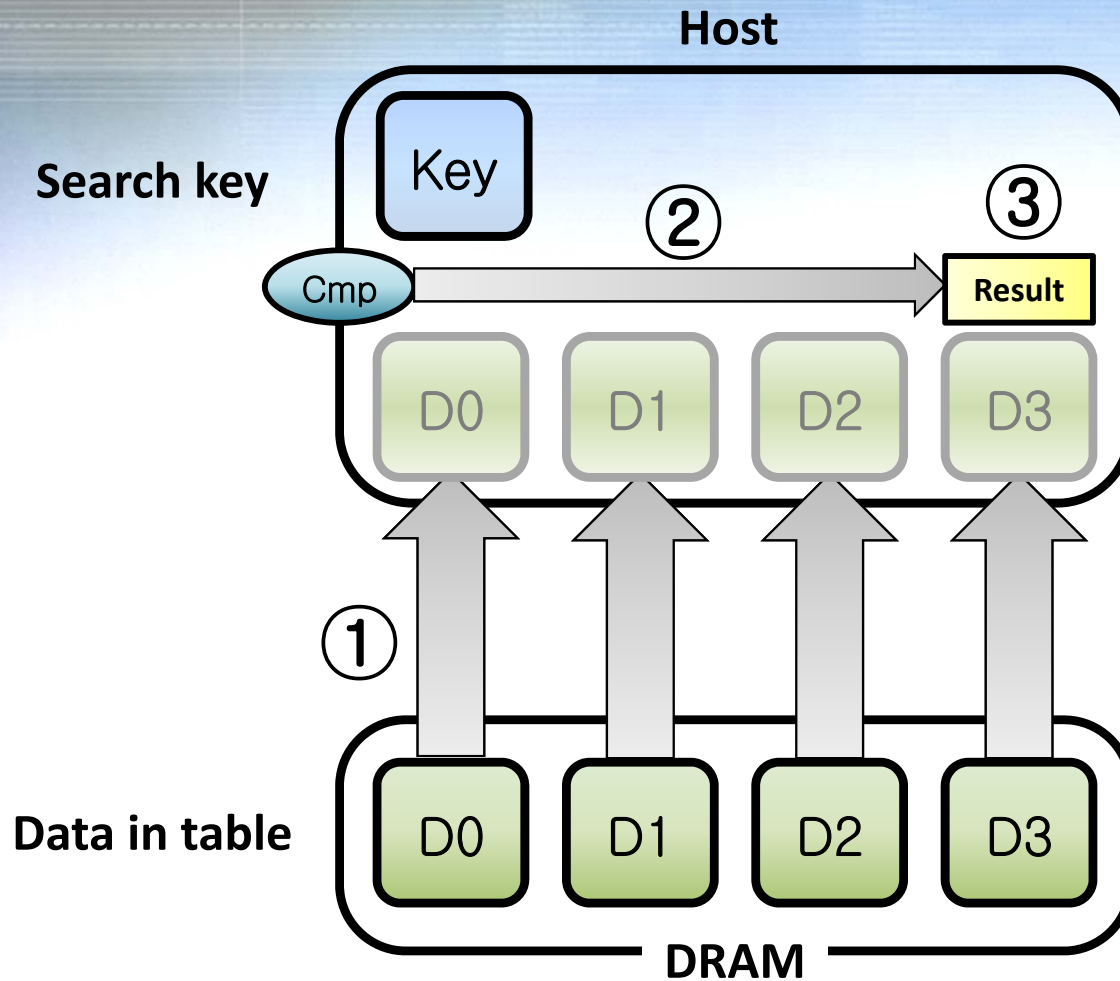 Host
Key
Search key
②
③
Cmp
Result
D0 D1 D2 D3
①
D0 D1 D2 D3
Data in table
DRAM